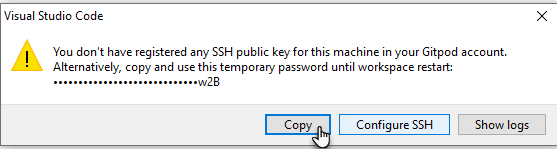 Visual Studio Code
You don't have registered any SSH public key for this machine in your Gitpod account.
Alternatively, copy and use this temporary password until workspace restart:
••••••••••••••••••••••••••••w2B
Copy
Configure SSH
Show logs